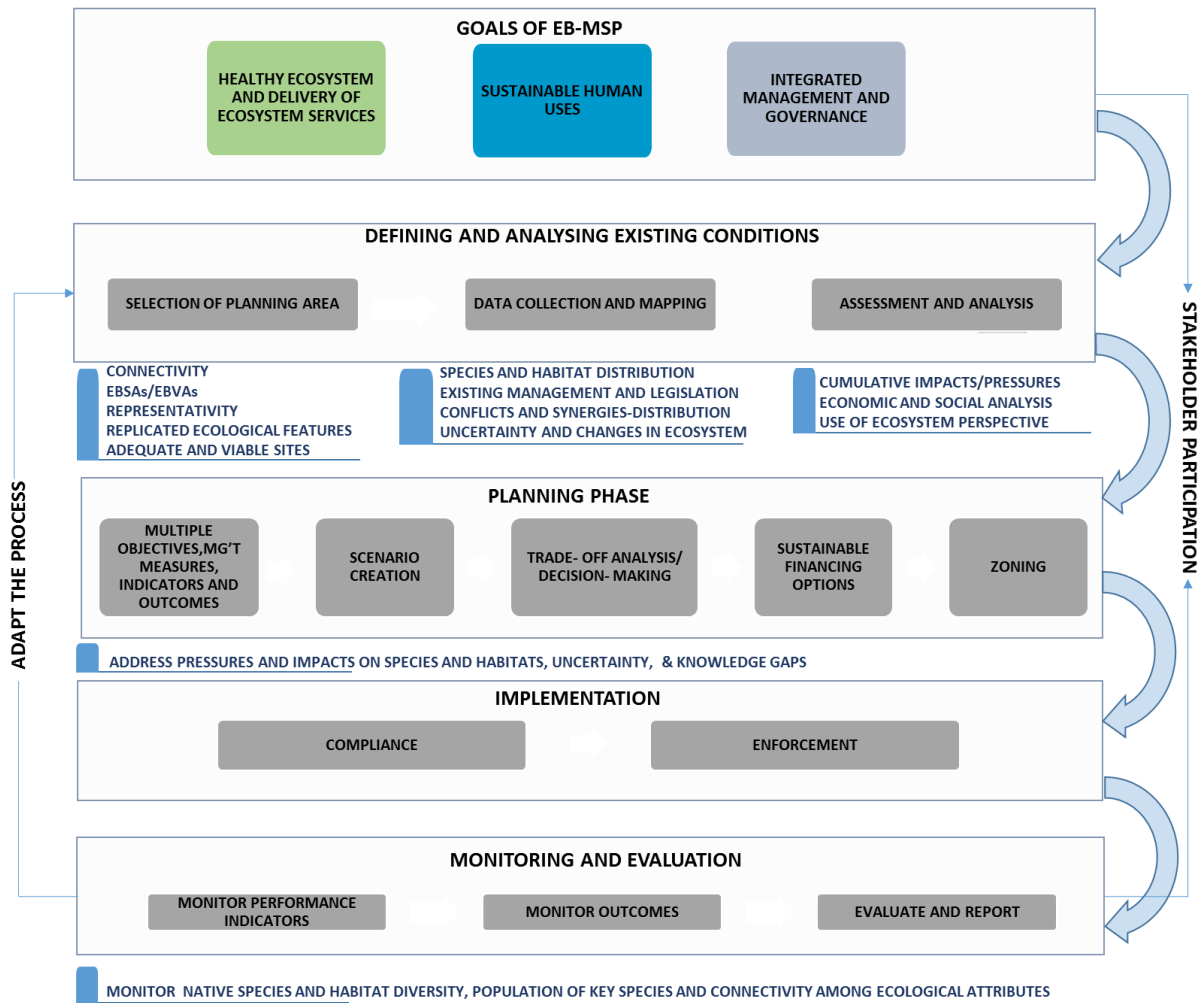 GOALS OF EB-MSP
HEALTHY ECOSYSTEM
AND DELIVERY OF
ECOSYSTEM SERVICES
SUSTAINABLE HUMAN
USES
INTEGRATED
MANAGEMENT AND
GOVERNANCE
DEFINING AND ANALYSING EXISTING CONDITIONS
SELECTION OF PLANNING AREA
DATA COLLECTION AND MAPPING
ASSESSMENT AND ANALYSIS
CONNECTIVITY
EBSAs/EBVAs
REPRESENTATIVITY
REPLICATED ECOLOGICAL FEATURES
ADEQUATE AND VIABLE SITES
SPECIES AND HABITAT DISTRIBUTION
EXISTING MANAGEMENT AND LEGISLATION
CONFLICTS AND SYNERGIES-DISTRIBUTION
UNCERTAINTY AND CHANGES IN ECOSYSTEM
CUMULATIVE IMPACTS/PRESSURES
ECONOMIC AND SOCIAL ANALYSIS
USE OF ECOSYSTEM PERSPECTIVE
PLANNING PHASE
MULTIPLE
OBJECTIVES,MG’T
MEASURES,
INDICATORS AND
OUTCOMES
SCENARIO
CREATION
TRADE- OFF ANALYSIS/
DECISION- MAKING
SUSTAINABLE
FINANCING
OPTIONS
ZONING
ADDRESS PRESSURES AND IMPACTS ON SPECIES AND HABITATS, UNCERTAINTY, & KNOWLEDGE GAPS
IMPLEMENTATION
COMPLIANCE
ENFORCEMENT
MONITORING AND EVALUATION
MONITOR PERFORMANCE
INDICATORS
MONITOR OUTCOMES
EVALUATE AND REPORT
MONITOR NATIVE SPECIES AND HABITAT DIVERSITY, POPULATION OF KEY SPECIES AND CONNECTIVITY AMONG ECOLOGICAL ATTRIBUTES
ADAPT THE PROCESS
STAKEHOLDER PARTICIPATION